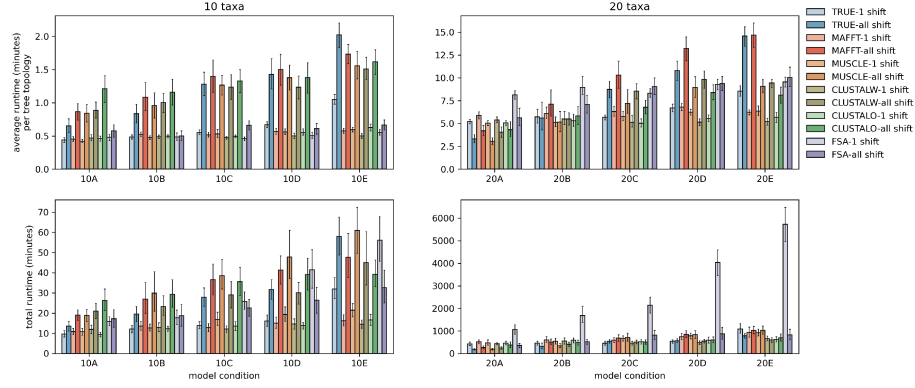 10 taxa
20 taxa
average runtime (minutes)
per tree topology
2.0
1.5
1.0
0.5
0.0
10A
10B
10C
10D
10E
15.0
12.5
10.0
7.5
5.0
2.5
0.0
20A
20B
20C
20D
20E
TRUE-1 shift
TRUE-all shift
MAFFT-1 shift
MAFFT-all shift
MUSCLE-1 shift
MUSCLE-all shift
CLUSTALW-1 shift
CLUSTALW-all shift
CLUSTALO-1 shift
CLUSTALO-all shift
FSA-1 shift
FSA-all shift
total runtime (minutes)
70
60
50
40
30
20
10
0
10A
10B
10C
10D
10E
model condition
6000
5000
4000
3000
2000
1000
0
20A
20B
20C
20D
20E
model condition